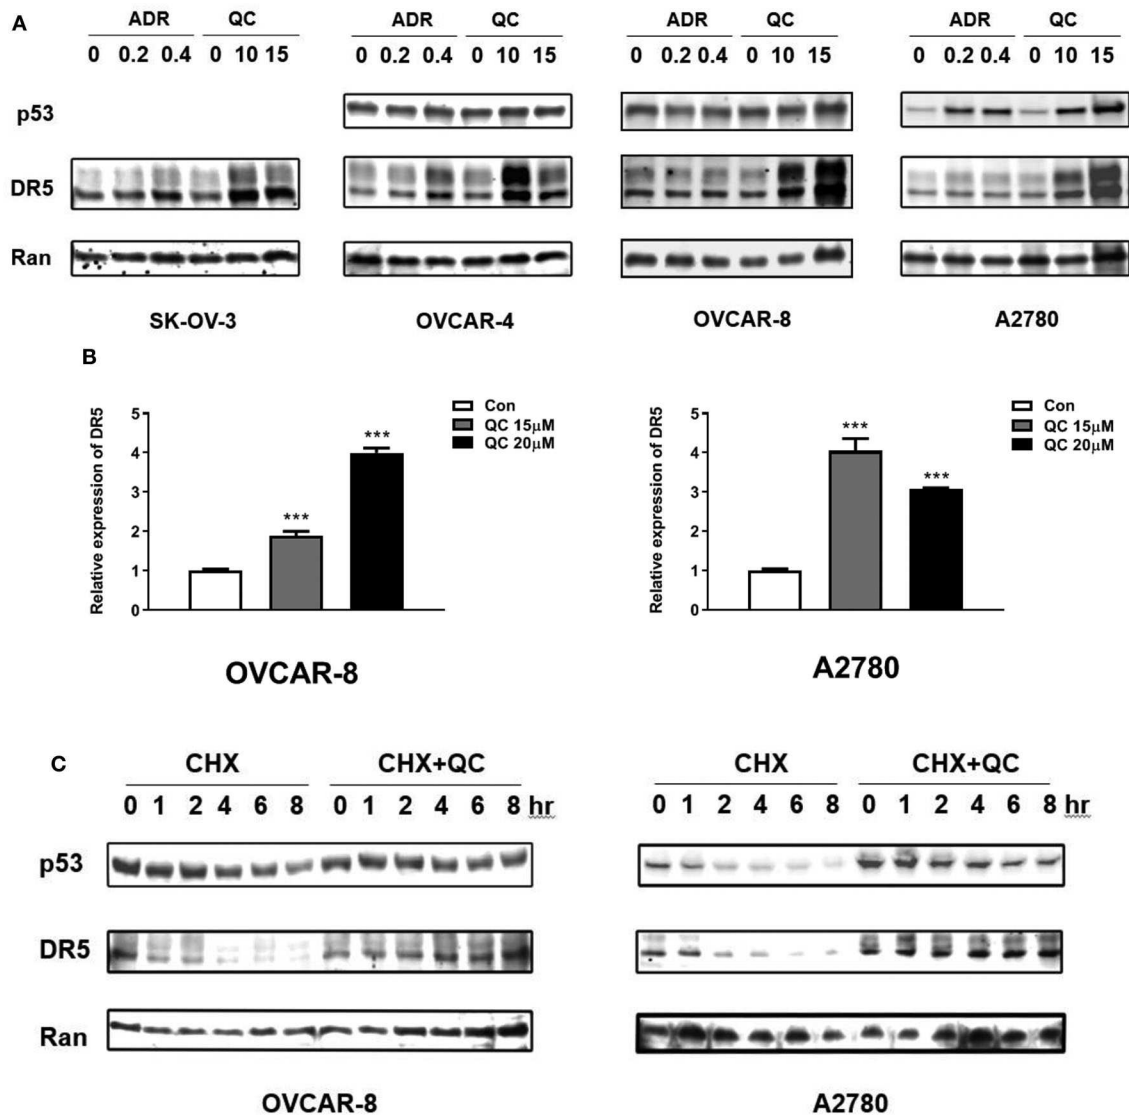 A
ADR QC ADR QC ADR QC ADR QC
0 0.2 0.4 0 10 15 0 0.2 0.4 0 10 15 0 0.2 0.4 0 10 15 0 0.2 0.4 0 10 15
p53
DR5
Ran
SK-OV-3 OVCAR-4 OVCAR-8 A2780
B
Relative expression of DR5
5
4
3
2
1
0
***
***
Con
QC 15μM
QC 20μM
OVCAR-8
Relative expression of DR5
5
4
3
2
1
0
***
***
Con
QC 15μM
QC 20μM
A2780
C
CHX CHX+QC CHX CHX+QC
0 1 2 4 6 8 0 1 2 4 6 8 hr 0 1 2 4 6 8 0 1 2 4 6 8 hr
p53
DR5
Ran
OVCAR-8 A2780